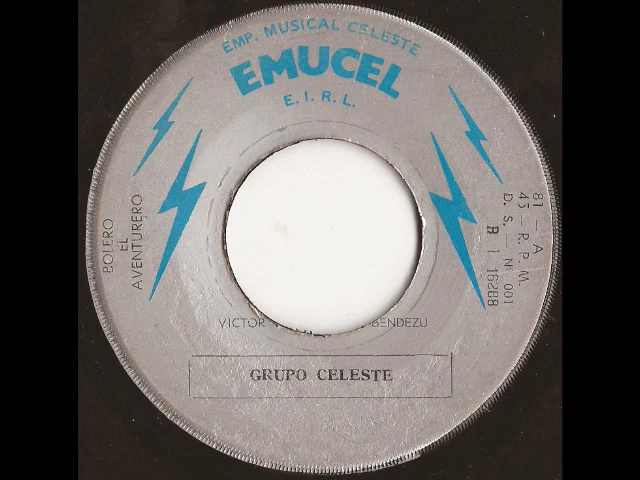 EMP. MUSICAL CELESTE
EMUCEL
E. I. R. L.
BOLERO
EL
AVENTURERO
81 — A
45 — R. P. M.
D. S. — Nº 001
B I 16288
VICTOR
BENDEZU
GRUPO CELESTE